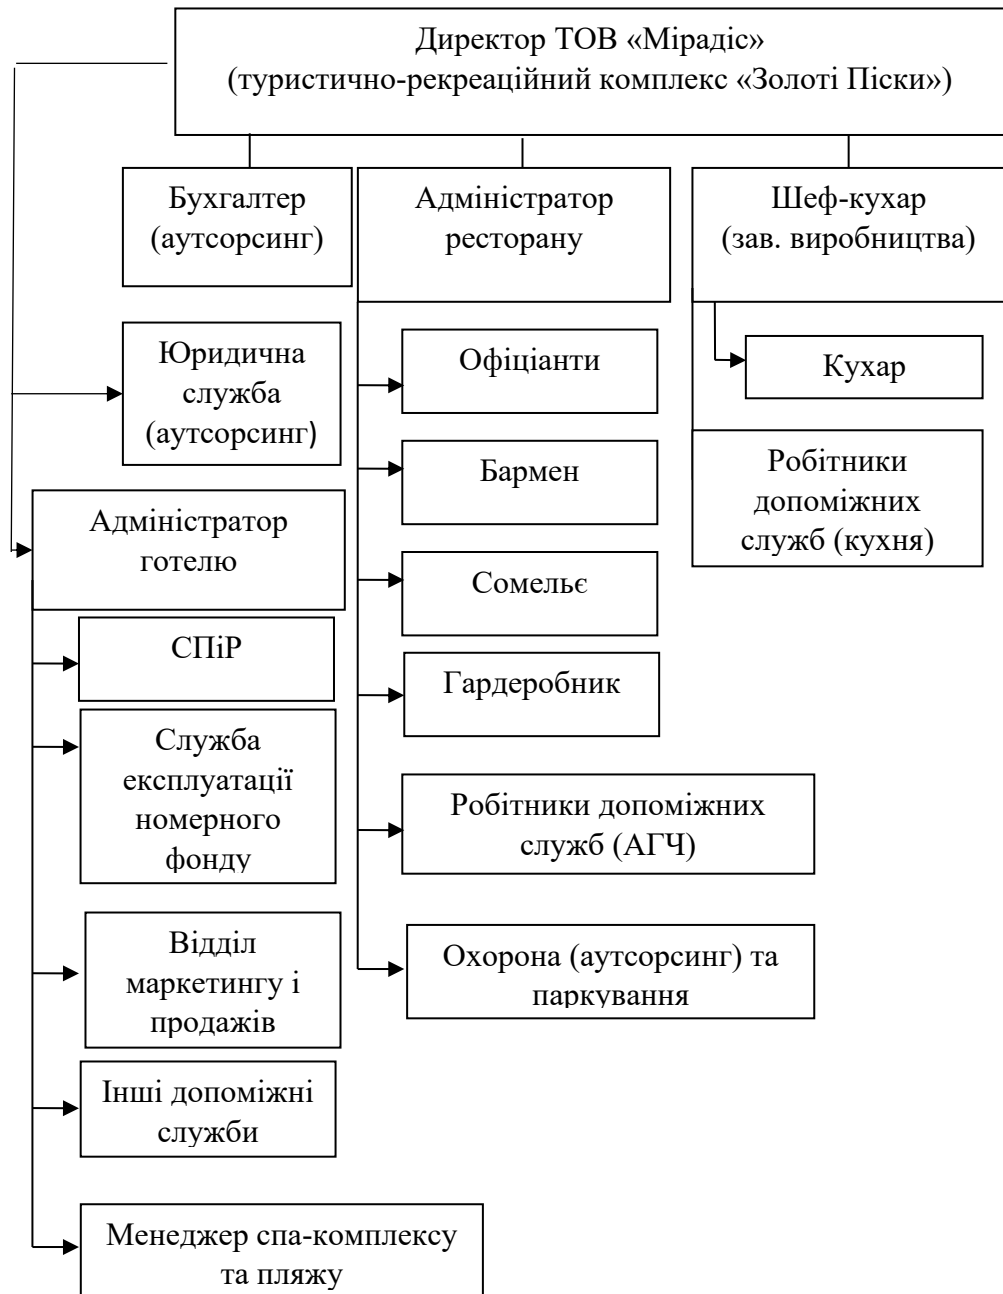 Директор ТОВ «Мірадіс»
(туристично-рекреаційний комплекс «Золоті Піски»)
Бухгалтер
(аутсорсинг)
Адміністратор
ресторану
Шеф-кухар
(зав. виробництва)
Юридична
служба
(аутсорсинг)
Офіціанти
Кухар
Бармен
Робітники
допоміжних
служб (кухня)
Адміністратор
готелю
Сомельє
СПіР
Гардеробник
Служба
експлуатації
номерного
фонду
Робітники допоміжних
служб (АГЧ)
Відділ
маркетингу і
продажів
Охорона (аутсорсинг) та
паркування
Інші допоміжні
служби
Менеджер спа-комплексу
та пляжу